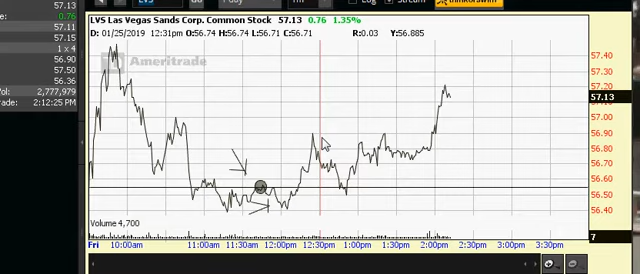 57.13
0.76
57.11
57.15
1 x 4
56.90
57.50
56.36
Vol: 2,777,979
Trade: 2:12:25 PM
LVS Las Vegas Sands Corp. Common Stock 57.13 0.76 1.35%
D: 01/25/2019 12:31pm O:56.74 H:56.74 L:56.71 C:56.71 R:0.03 Y:56.885
Ameritrade
57.40
57.30
57.20
57.13
57.10
57.00
56.90
56.80
56.70
56.60
56.50
56.40
Volume 4,700
7
Fri 10:00am 11:00am 11:30am 12:00pm 12:30pm 1:00pm 1:30pm 2:00pm 2:30pm 3:00pm 3:30pm